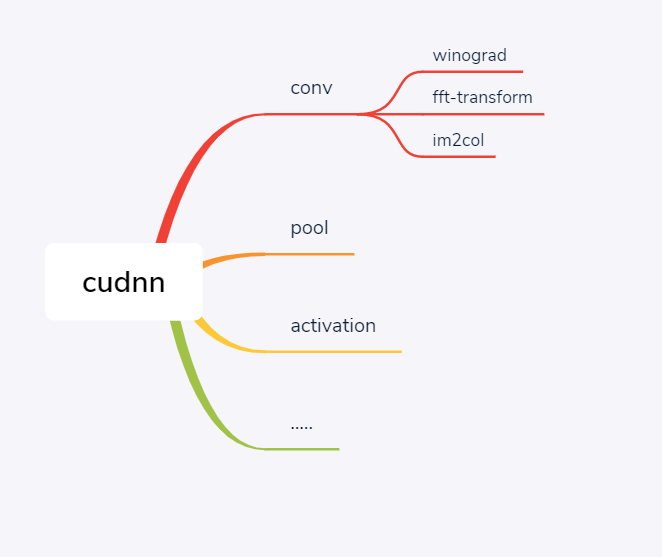 winograd
conv
fft-transform
im2col
pool
cudnn
activation
.....